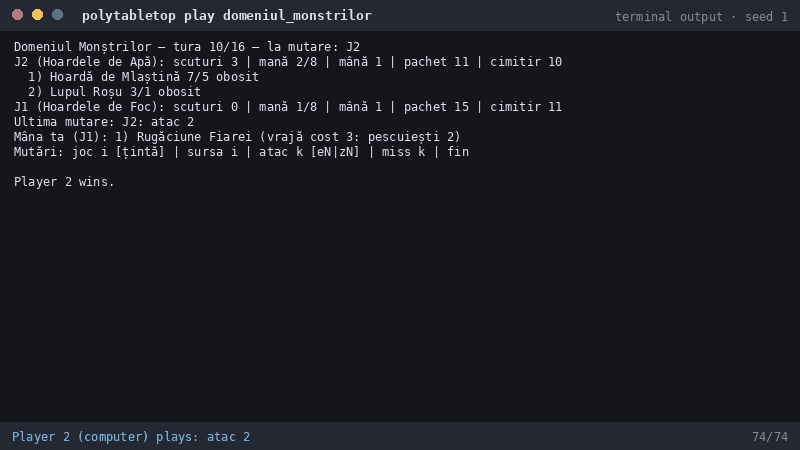 polytabletop play domeniul_monstrilor
terminal output · seed 1
Domeniul Monștrilor — tura 10/16 — la mutare: J2
J2 (Hoardele de Apă): scuturi 3 | mană 2/8 | mână 1 | pachet 11 | cimitir 10
1) Hoardă de Mlaștină 7/5 obosit
2) Lupul Roșu 3/1 obosit
J1 (Hoardele de Foc): scuturi 0 | mană 1/8 | mână 1 | pachet 15 | cimitir 11
Ultima mutare: J2: atac 2
Mâna ta (J1): 1) Rugăciune Fiarei (vrajă cost 3: pescuiești 2)
Mutări: joc i [țintă] | sursa i | atac k [eN|zN] | miss k | fin
Player 2 wins.
Player 2 (computer) plays: atac 2
74/74